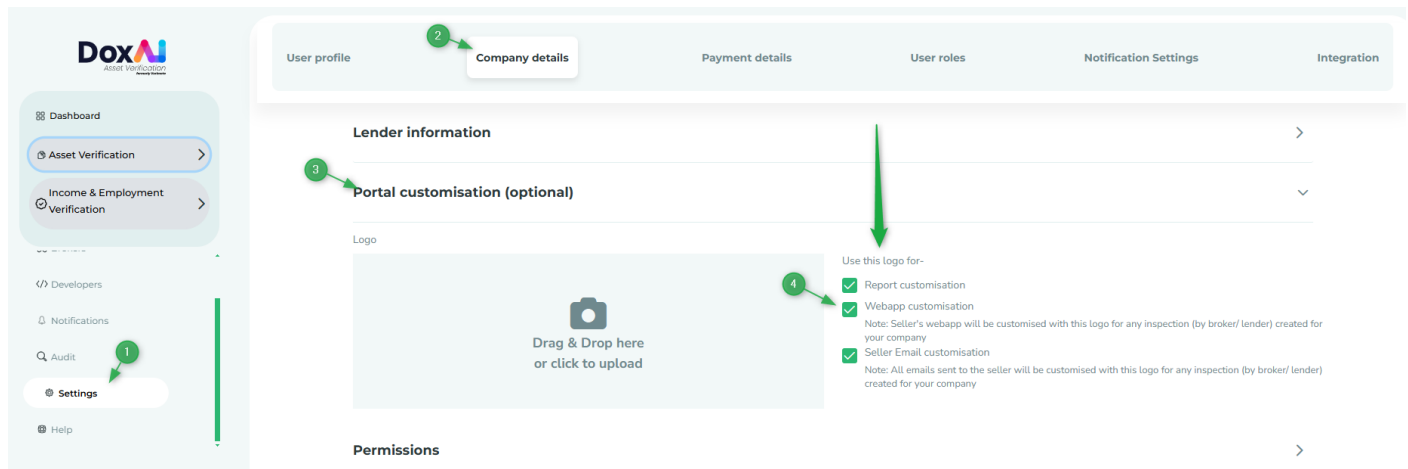 DoxAI
Asset Verification
Dashboard
Asset Verification
Income & Employment
Verification
Developers
Notifications
Audit
1
Settings
Help
User profile
2
Company details
Payment details
User roles
Notification Settings
Integration
Lender information
3
Portal customisation (optional)
Logo
Drag & Drop here
or click to upload
Use this logo for-
Report customisation
4
Webapp customisation
Note: Seller's webapp will be customised with this logo for any inspection (by broker/ lender) created for
your company
Seller Email customisation
Note: All emails sent to the seller will be customised with this logo for any inspection (by broker/ lender)
created for your company
Permissions